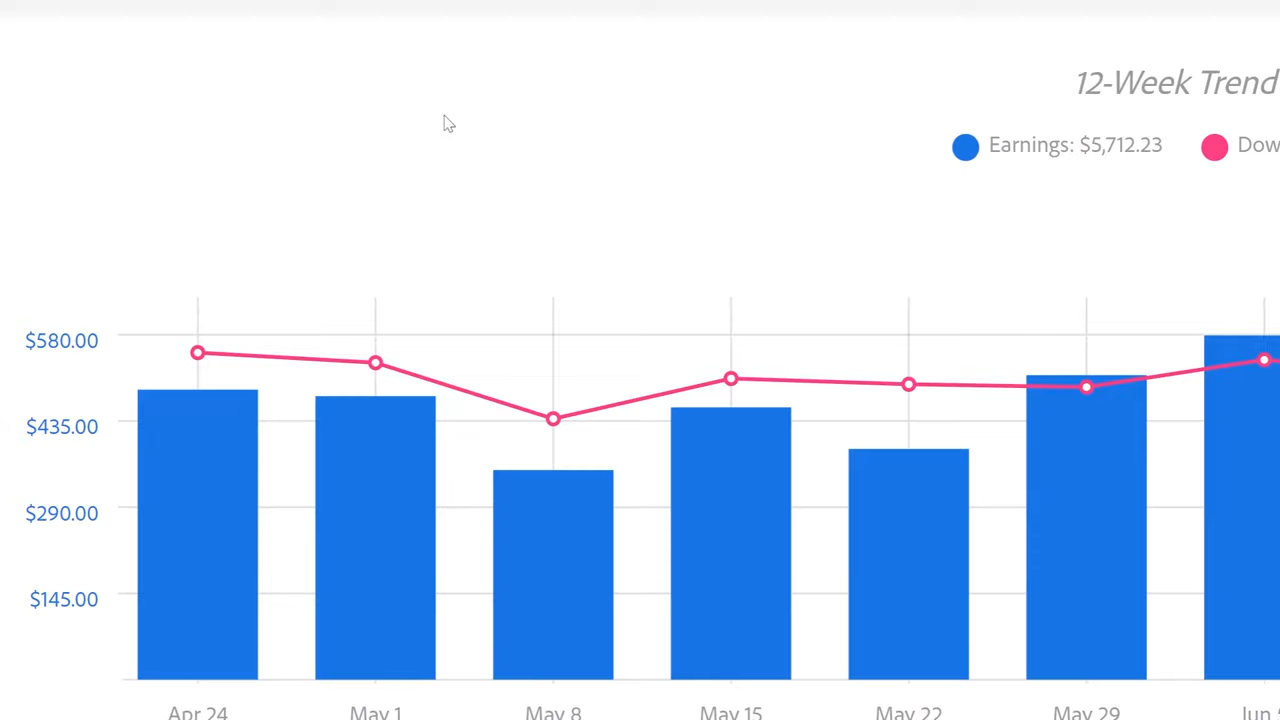 12-Week Trend
Earnings: $5,712.23 Dow
$580.00
$435.00
$290.00
$145.00
Apr 24 May 1 May 8 May 15 May 22 May 29 Jun